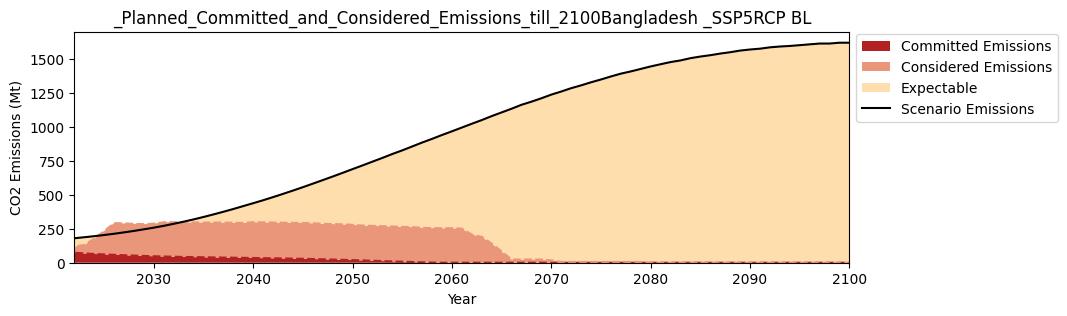 _Planned_Committed_and_Considered_Emissions_till_2100Bangladesh _SSP5RCP BL
CO2 Emissions (Mt)
1500
1250
1000
750
500
250
0
2030 2040 2050 2060 2070 2080 2090 2100
Year
Committed Emissions
Considered Emissions
Expectable
Scenario Emissions